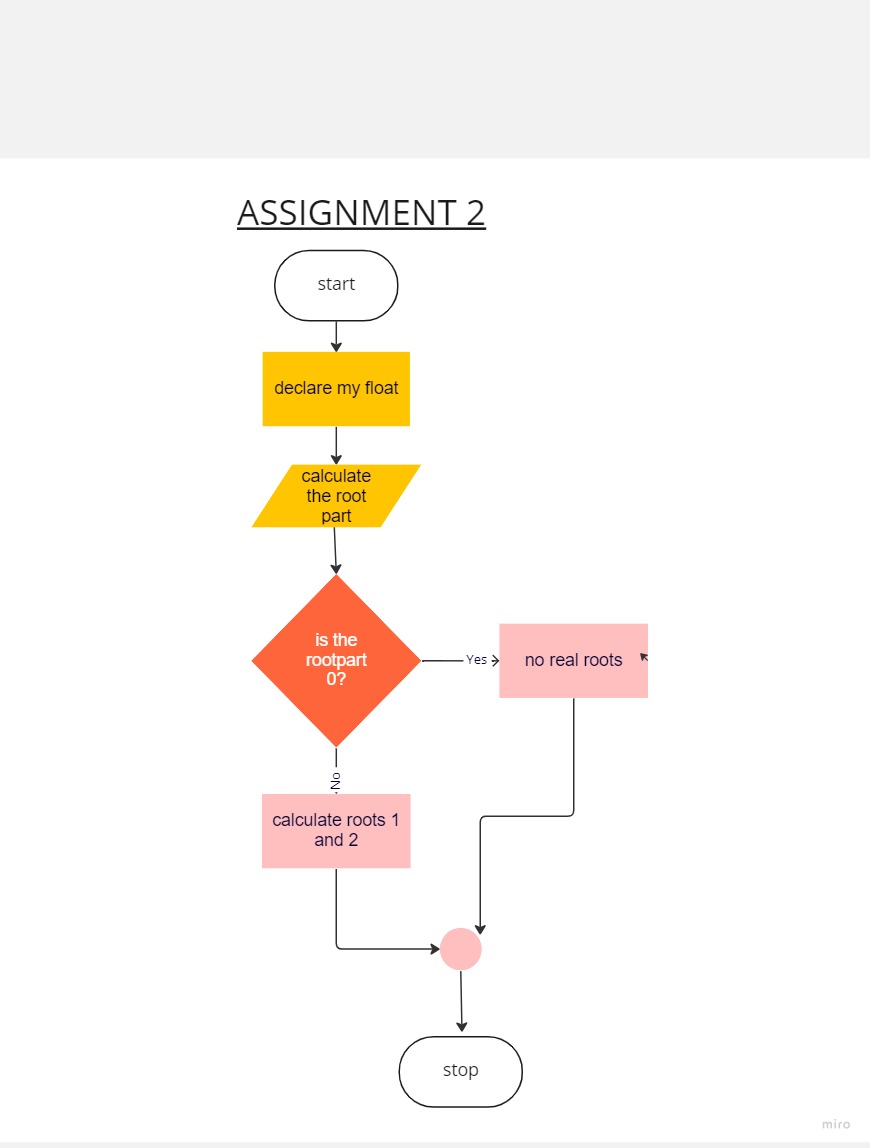 ASSIGNMENT 2
start
declare my float
calculate
the root
part
is the
rootpart
0?
Yes
no real roots
No
calculate roots 1
and 2
stop
miro